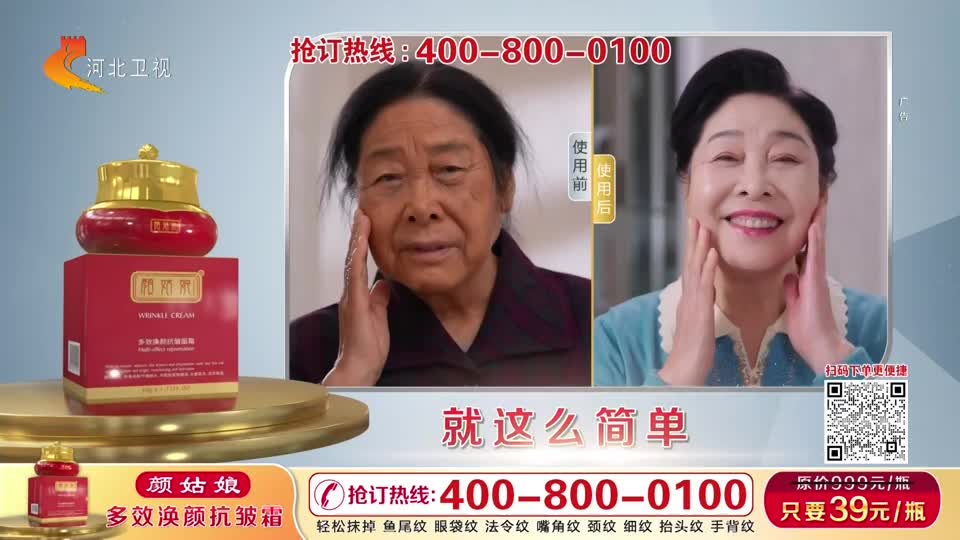 抢订热线:400-800-0100
河北卫视
广告
使用前
使用后
颜姑娘
WRINKLE CREAM
多效焕颜抗皱面霜
Multi-effect rejuvenation
就这么简单
扫码下单更便捷
颜姑娘
多效焕颜抗皱霜
抢订热线:400-800-0100
轻松抹掉 鱼尾纹 眼袋纹 法令纹 嘴角纹 颈纹 细纹 抬头纹 手背纹
原价999元/瓶
只要39元/瓶